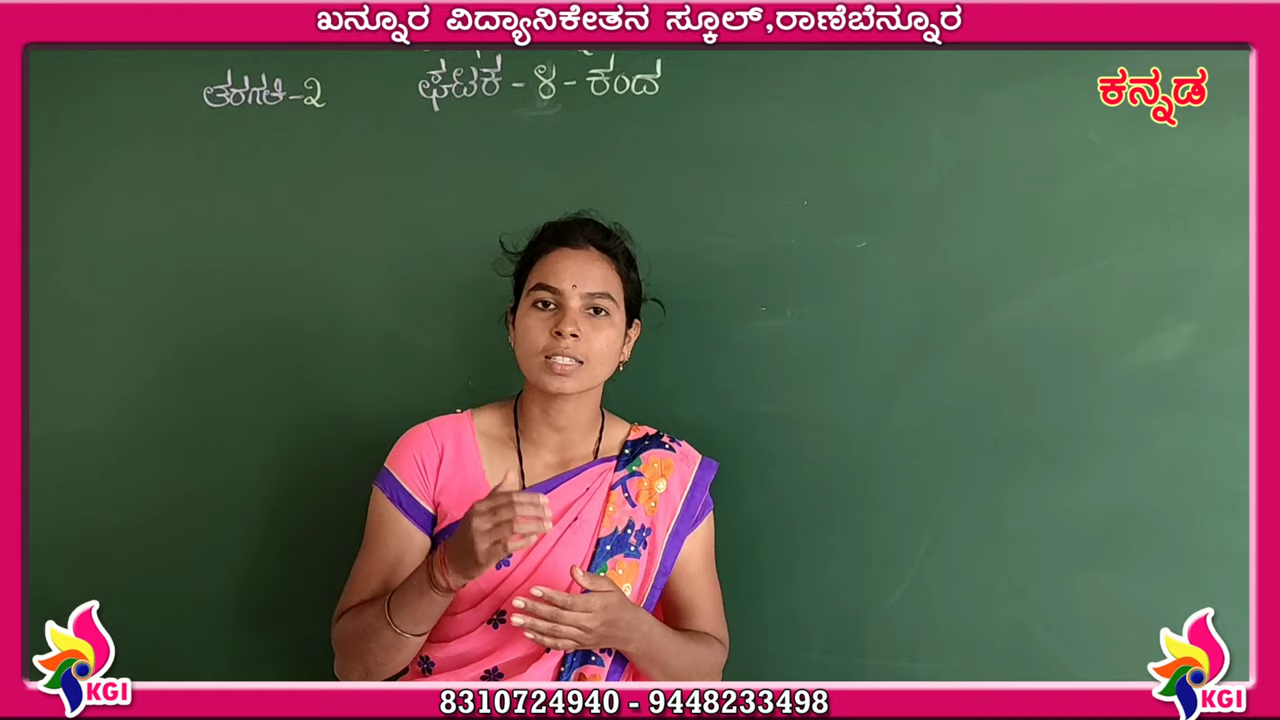 ಖನ್ನೂರ ವಿದ್ಯಾನಿಕೇತನ ಸ್ಕೂಲ್,ರಾಣೆಬೆನ್ನೂರ
ತರಗತಿ-೨ ಘಟಕ - ೪ - ಕಂದ
ಕನ್ನಡ
KGI KGI
8310724940 - 9448233498